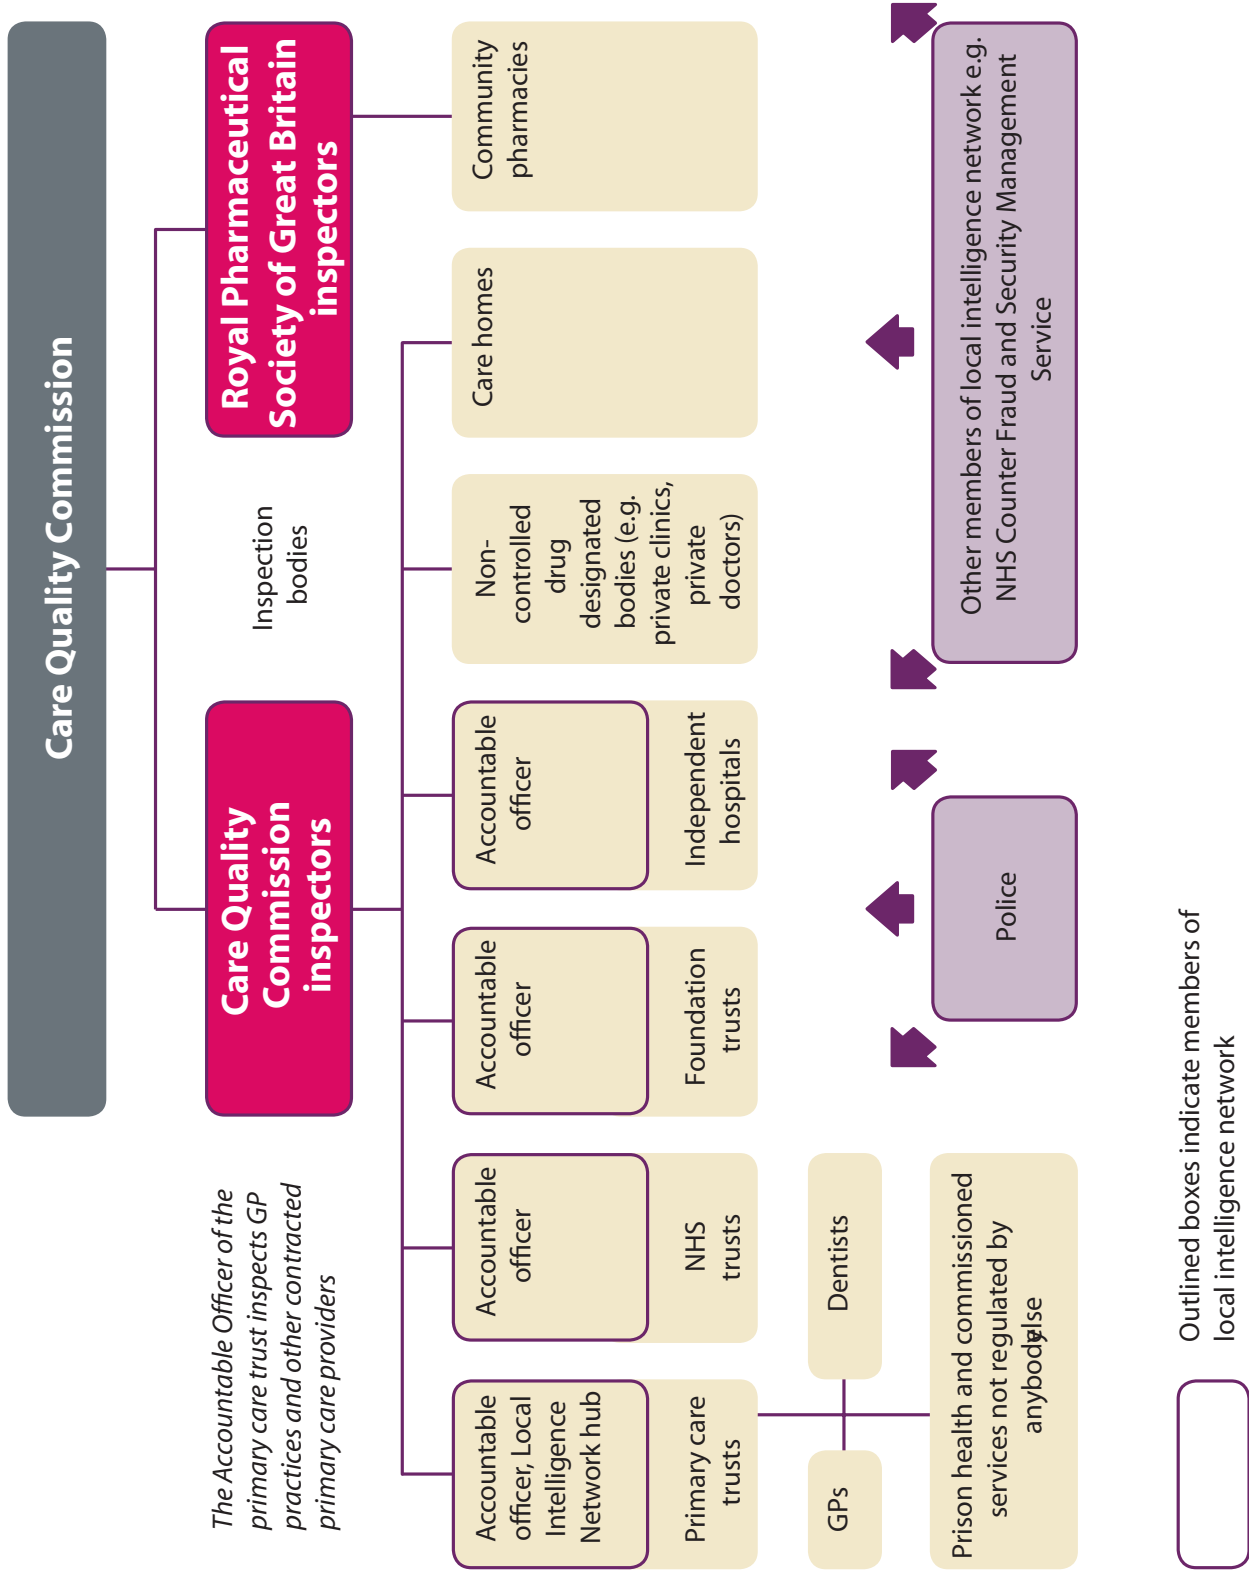 Care Quality Commission
The Accountable Officer of the
primary care trust inspects GP
practices and other contracted
primary care providers
Care Quality
Commission
inspectors
Inspection
bodies
Royal Pharmaceutical
Society of Great Britain
inspectors
Accountable
officer, Local
Intelligence
Network hub
Primary care
trusts
Accountable
officer
NHS
trusts
Accountable
officer
Foundation
trusts
Accountable
officer
Independent
hospitals
Non-
controlled
drug
designated
bodies (e.g.
private clinics,
private
doctors)
Care homes
Community
pharmacies
GPs
Dentists
Prison health and commissioned
services not regulated by
anybody else
Police
Other members of local intelligence network e.g.
NHS Counter Fraud and Security Management
Service
Outlined boxes indicate members of
local intelligence network